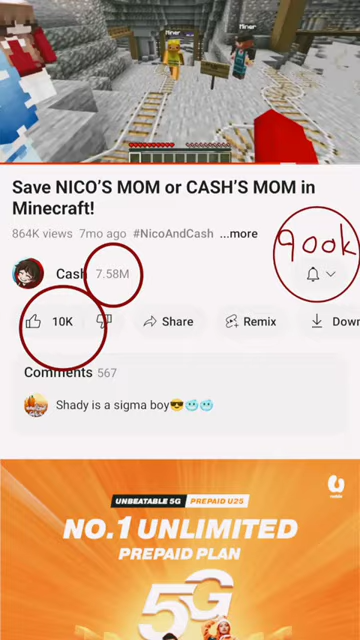 Miner
Miner
Save NICO'S MOM or CASH'S MOM in
Minecraft!
864K views 7mo ago #NicoAndCash ...more
900k
Cash 7.58M
10K Share Remix Down
Comments 567
Shady is a sigma boy😎🥶🥶
UNBEATABLE 5G PREPAID U25
NO.1 UNLIMITED
PREPAID PLAN
5G